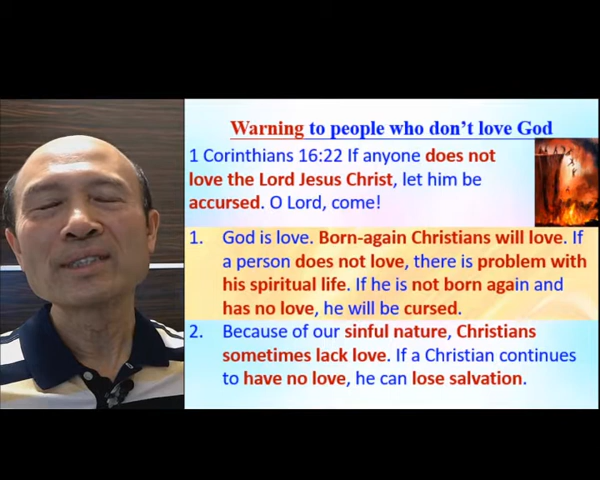 Warning to people who don't love God
1 Corinthians 16:22 If anyone does not
love the Lord Jesus Christ, let him be
accursed. O Lord, come!
1. God is love. Born-again Christians will love. If
a person does not love, there is problem with
his spiritual life. If he is not born again and
has no love, he will be cursed.
2. Because of our sinful nature, Christians
sometimes lack love. If a Christian continues
to have no love, he can lose salvation.